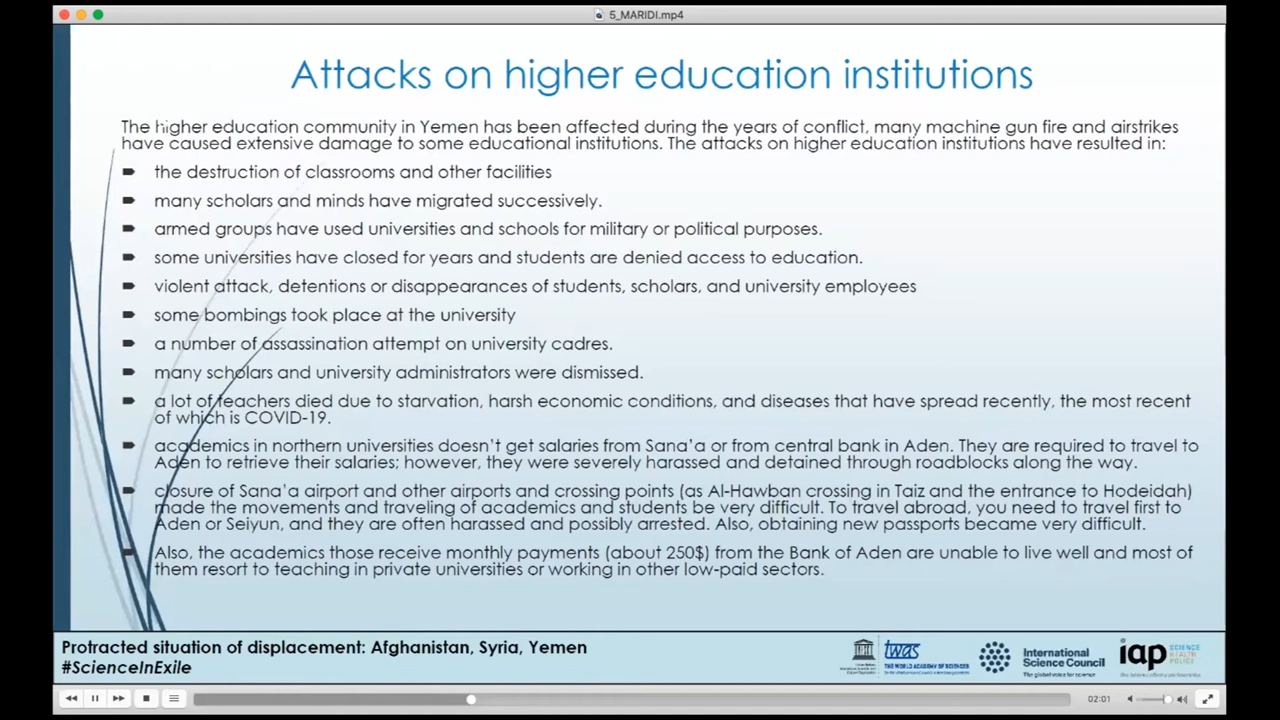 5_MARIDI.mp4
Attacks on higher education institutions
The higher education community in Yemen has been affected during the years of conflict, many machine gun fire and airstrikes
have caused extensive damage to some educational institutions. The attacks on higher education institutions have resulted in:
the destruction of classrooms and other facilities
many scholars and minds have migrated successively.
armed groups have used universities and schools for military or political purposes.
some universities have closed for years and students are denied access to education.
violent attack, detentions or disappearances of students, scholars, and university employees
some bombings took place at the university
a number of assassination attempt on university cadres.
many scholars and university administrators were dismissed.
a lot of teachers died due to starvation, harsh economic conditions, and diseases that have spread recently, the most recent
of which is COVID-19.
academics in northern universities doesn't get salaries from Sana'a or from central bank in Aden. They are required to travel to
Aden to retrieve their salaries; however, they were severely harassed and detained through roadblocks along the way.
closure of Sana'a airport and other airports and crossing points (as Al-Hawban crossing in Taiz and the entrance to Hodeidah)
made the movements and traveling of academics and students be very difficult. To travel abroad, you need to travel first to
Aden or Seiyun, and they are often harassed and possibly arrested. Also, obtaining new passports became very difficult.
Also, the academics those receive monthly payments (about 250$) from the Bank of Aden are unable to live well and most of
them resort to teaching in private universities or working in other low-paid sectors.
Protracted situation of displacement: Afghanistan, Syria, Yemen
#ScienceInExile
unesco
twas
THE WORLD ACADEMY OF SCIENCES
International
Science Council
The global voice for science
iap
SCIENCE
HEALTH
POLICY
02:01